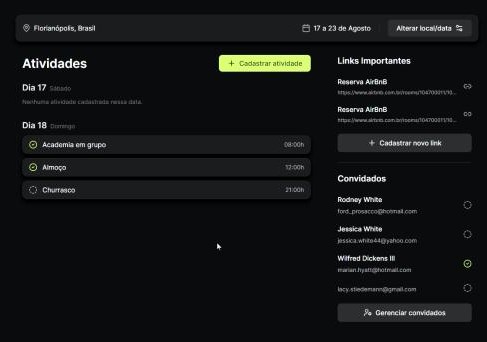 Florianópolis, Brasil
17 a 23 de Agosto
Alterar local/data
Atividades
+ Cadastrar atividade
Dia 17 Sábado
Nenhuma atividade cadastrada nessa data.
Dia 18 Domingo
Academia em grupo 08:00h
Almoço 12:00h
Churrasco 21:00h
Links Importantes
Reserva AirBnB
https://www.airbnb.com.br/rooms/104700011/10...
Reserva AirBnB
https://www.airbnb.com.br/rooms/104700011/10...
+ Cadastrar novo link
Convidados
Rodney White
ford_prosacco@hotmail.com
Jessica White
jessica.white44@yahoo.com
Wilfred Dickens III
marian.hyatt@hotmail.com
lacy.stiedemann@gmail.com
Gerenciar convidados